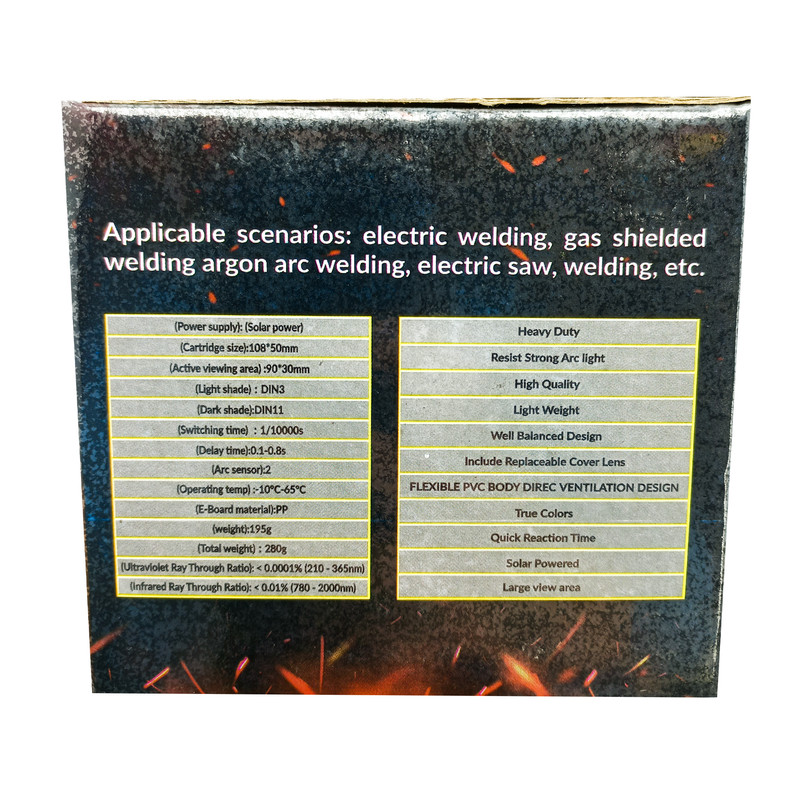 Applicable scenarios: electric welding, gas shielded
welding argon arc welding, electric saw, welding, etc.
(Power supply): (Solar power)
(Cartridge size):108*50mm
(Active viewing area) :90*30mm
(Light shade) : DIN3
(Dark shade):DIN11
(Switching time) : 1/10000s
(Delay time):0.1-0.8s
(Arc sensor):2
(Operating temp) :-10°C-65°C
(E-Board material):PP
(weight):195g
(Total weight) : 280g
(Ultraviolet Ray Through Ratio): < 0.0001% (210 - 365nm)
(Infrared Ray Through Ratio): < 0.01% (780 - 2000nm)
Heavy Duty
Resist Strong Arc light
High Quality
Light Weight
Well Balanced Design
Include Replaceable Cover Lens
FLEXIBLE PVC BODY DIREC VENTILATION DESIGN
True Colors
Quick Reaction Time
Solar Powered
Large view area